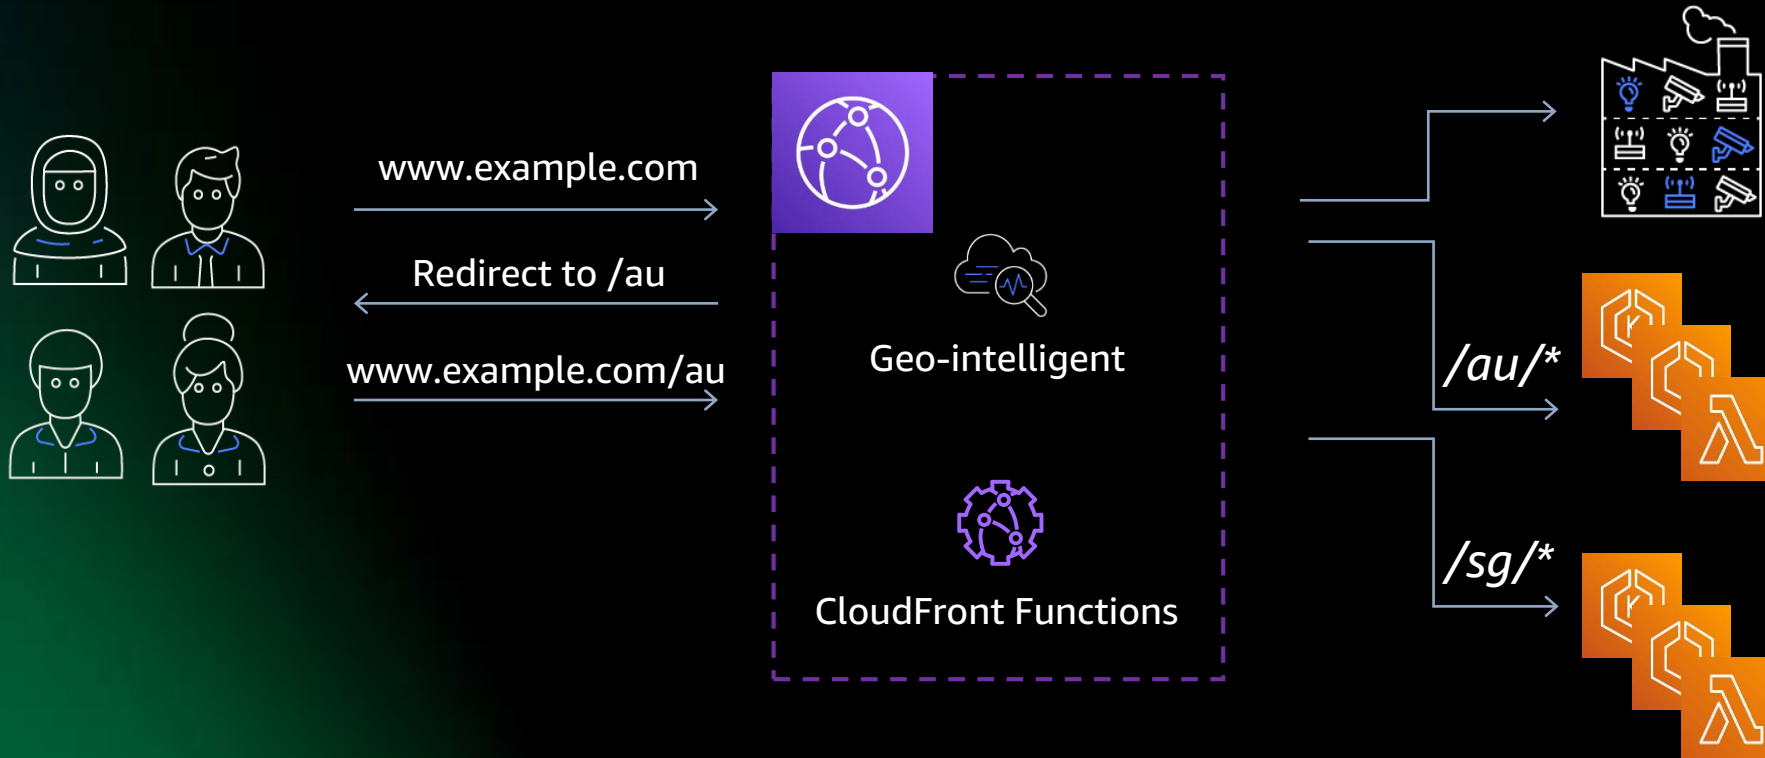 www.example.com
Redirect to /au
www.example.com/au
Geo-intelligent
CloudFront Functions
/au/*
/sg/*